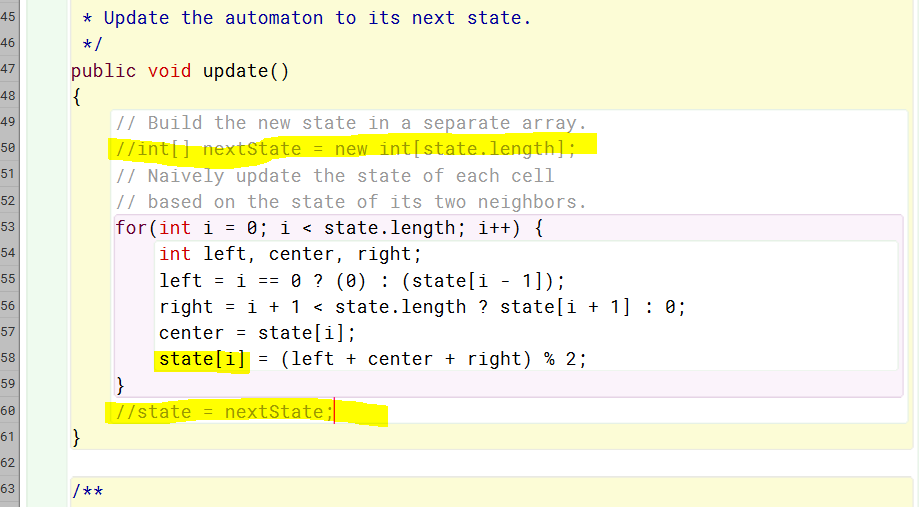 45 * Update the automaton to its next state.
46 */
47 public void update()
48 {
49 // Build the new state in a separate array.
50 //int[] nextState = new int[state.length];
51 // Naively update the state of each cell
52 // based on the state of its two neighbors.
53 for(int i = 0; i < state.length; i++) {
54 int left, center, right;
55 left = i == 0 ? (0) : (state[i - 1]);
56 right = i + 1 < state.length ? state[i + 1] : 0;
57 center = state[i];
58 state[i] = (left + center + right) % 2;
59 }
60 //state = nextState;
61 }
62
63 /**